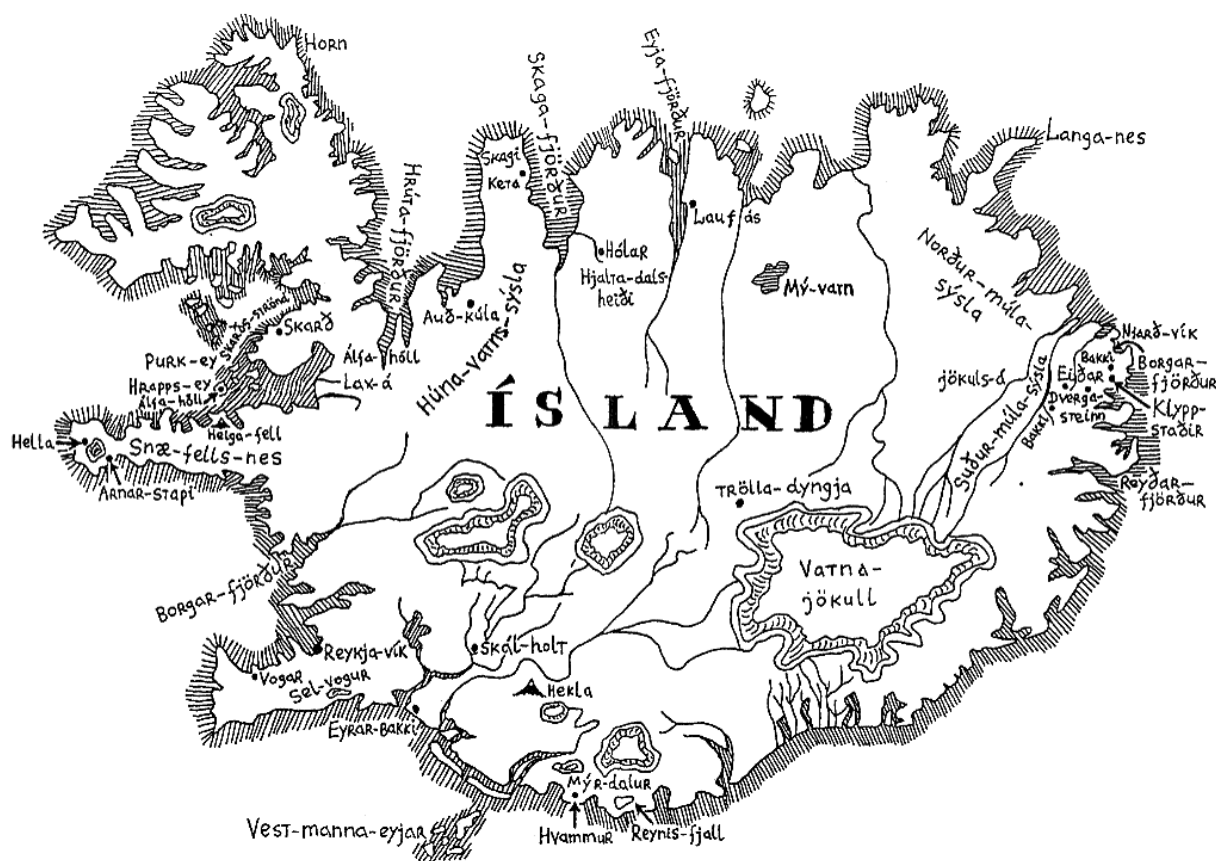 Horn
Skaga-fjörður
Eyja-fjörður
Langa-nes
Skagi
Keta
Hrúta-fjörður
Laufás
Hólar
Hjalta-dals-
heiði
Mý-vatn
Norður-múla-
sýsla
Auð-kúla
Húna-vatns-sýsla
Skarðs-strönd
Skarð
Purk-ey
Álfa-hóll
Lax-á
Hrapps-ey
Álfa-hóll
Helga-fell
Hella
Snæ-fells-nes
Arnar-stapi
ÍSLAND
jökuls-á
Suður-múla-sýsla
Njarð-vík
Bakki
Borgar-
fjörður
Eiðar
Dverga-
steinn
Klypp-
staðir
Bakki
Reyðar-
fjörður
Trölla-dyngja
Vatna-
jökull
Borgar-fjörður
Reykja-vík
Skál-holt
Vogar
Sel-vogur
Hekla
Eyrar-bakki
Mýr-dalur
Vest-manna-eyjar
Hvammur
Reynis-fjall